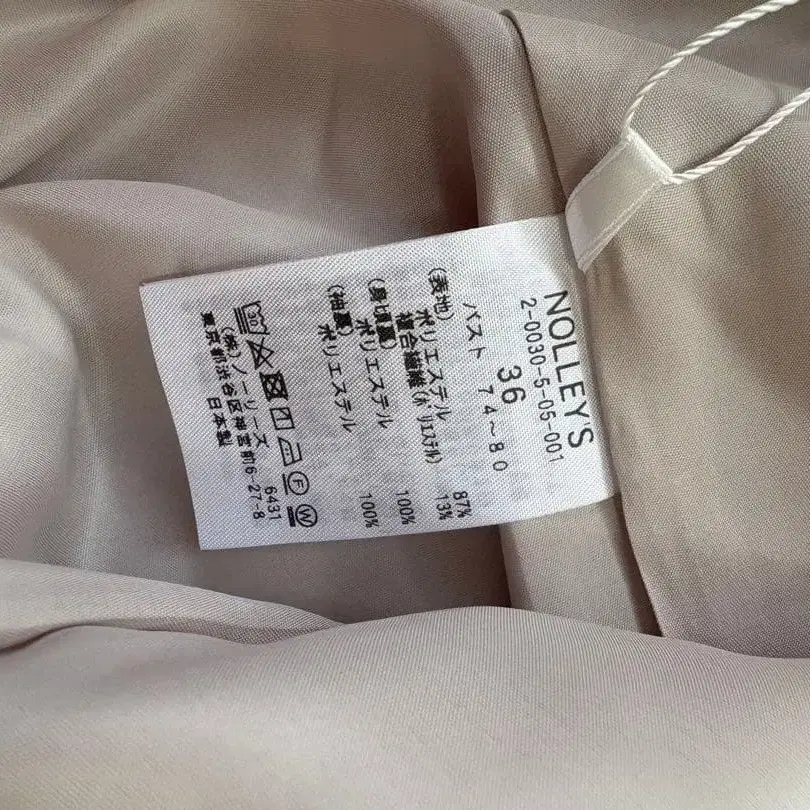 NOLLEY'S
2-0030-5-05-001
36
バスト 74～80
(表地)
ポリエステル 87%
複合繊維(ポリエステル) 13%
(身頃裏)
ポリエステル 100%
(袖裏)
ポリエステル 100%
30
F W
6431
(株)ノーリーズ
東京都渋谷区神宮前6-27-8
日本製